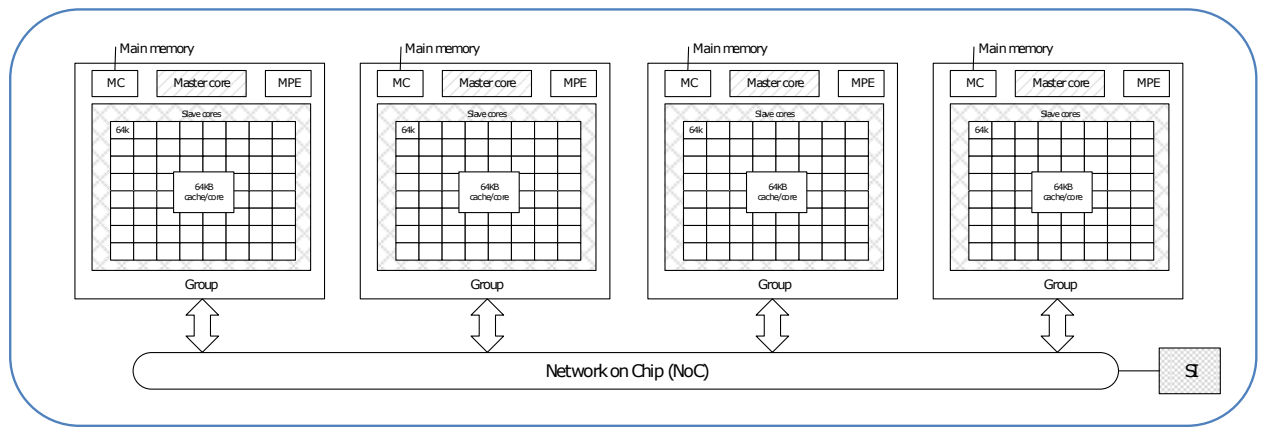 Main memory
Main memory
Main memory
Main memory
MC
Master core
MPE
MC
Master core
MPE
MC
Master core
MPE
MC
Master core
MPE
Slave cores
Slave cores
Slave cores
Slave cores
64k
64k
64k
64k
64KB
cache/core
64KB
cache/core
64KB
cache/core
64KB
cache/core
Group
Group
Group
Group
Network on Chip (NoC)
SI